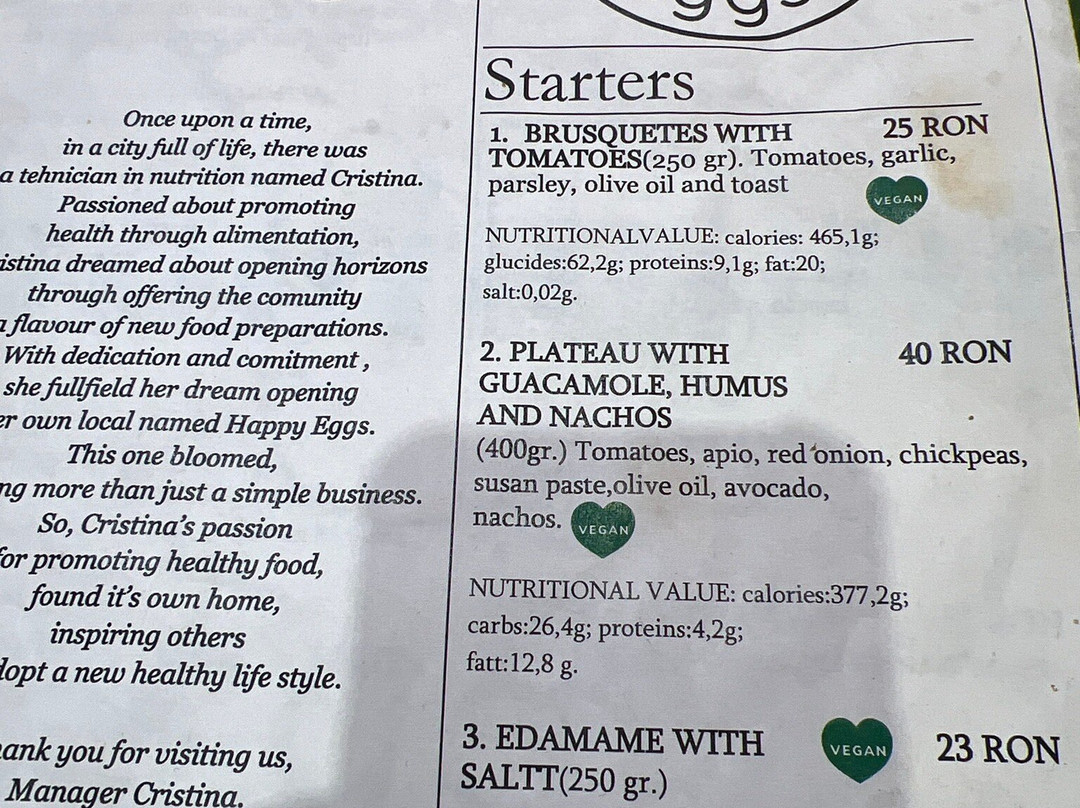 Once upon a time,
in a city full of life, there was
a tehnician in nutrition named Cristina.
Passioned about promoting
health through alimentation,
istina dreamed about opening horizons
through offering the comunity
a flavour of new food preparations.
With dedication and comitment ,
she fullfield her dream opening
er own local named Happy Eggs.
This one bloomed,
ng more than just a simple business.
So, Cristina's passion
for promoting healthy food,
found it's own home,
inspiring others
dopt a new healthy life style.
ank you for visiting us,
Manager Cristina.
ggs
Starters
1. BRUSQUETES WITH 25 RON
TOMATOES(250 gr). Tomatoes, garlic,
parsley, olive oil and toast
VEGAN
NUTRITIONALVALUE: calories: 465,1g;
glucides:62,2g; proteins:9,1g; fat:20;
salt:0,02g.
2. PLATEAU WITH 40 RON
GUACAMOLE, HUMUS
AND NACHOS
(400gr.) Tomatoes, apio, red onion, chickpeas,
susan paste,olive oil, avocado,
nachos. VEGAN
NUTRITIONAL VALUE: calories:377,2g;
carbs:26,4g; proteins:4,2g;
fatt:12,8 g.
3. EDAMAME WITH VEGAN 23 RON
SALTT(250 gr.)